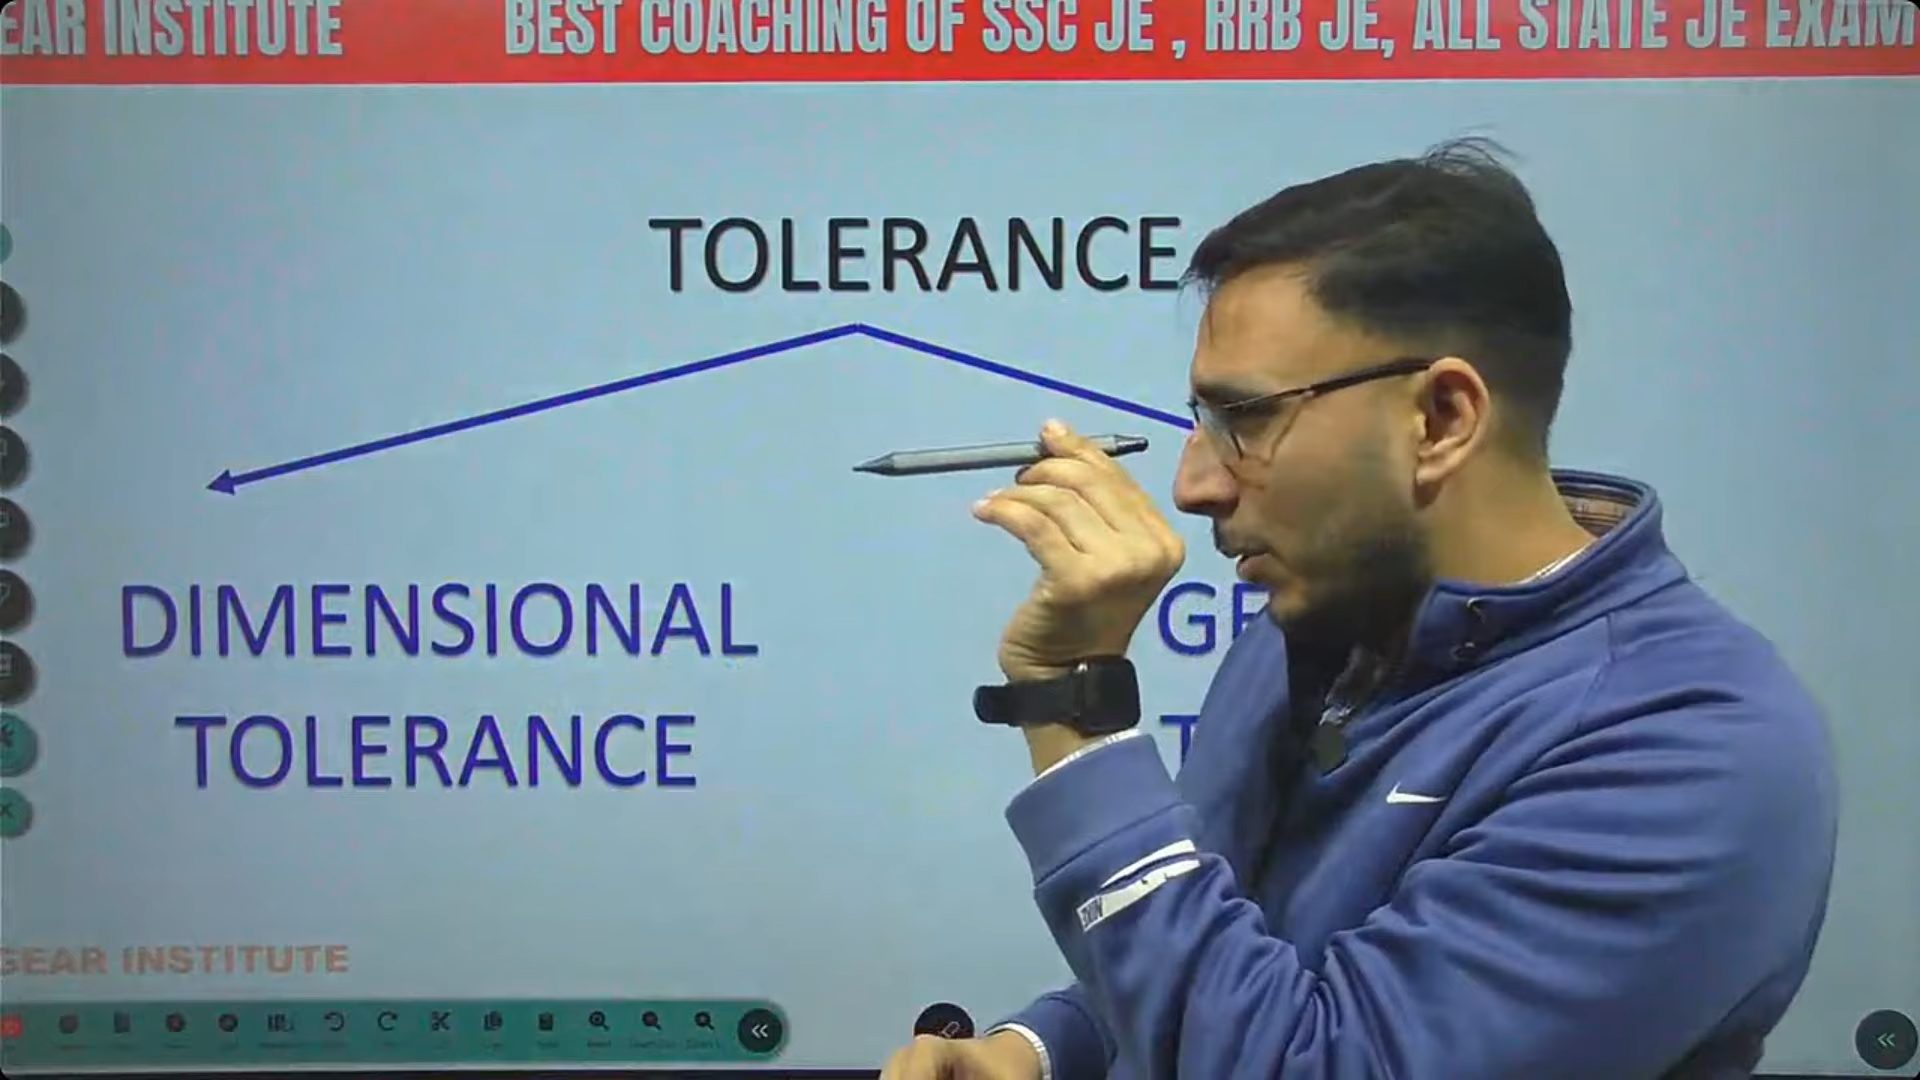 EAR INSTITUTE BEST COACHING OF SSC JE , RRB JE, ALL STATE JE EXAM
TOLERANCE
DIMENSIONAL GE
TOLERANCE T
GEAR INSTITUTE